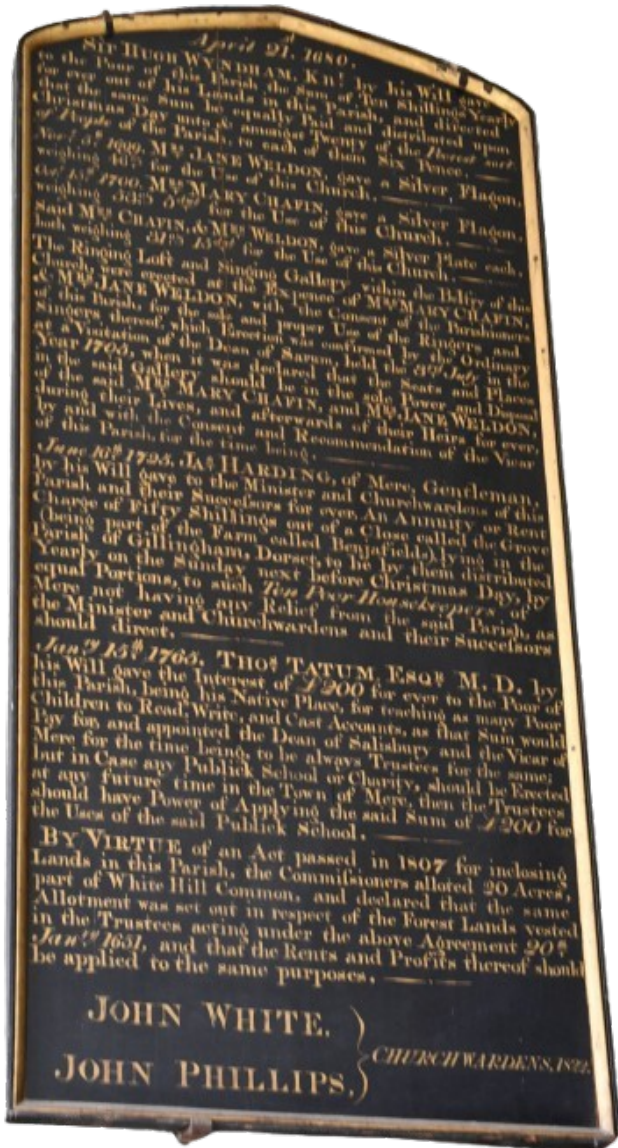 April 21. 1680.
Sir HUGH WYNDHAM, Knt. by his Will gave
to the Poor of this Parish the Sum of Ten Shillings Yearly
for ever out of his Lands in this Parish and directed
that the same Sum be equally laid and distributed upon
Christmas Day unto & amongst Twenty of the Poorest sort
of People of the Parish, to each of them Six Pence.
1699, Mrs. JANE WELDON, gave a Silver Flagon,
weighing for the Use of this Church.
1700, Mrs. MARY CHAFIN, gave a Silver Flagon,
weighing for the Use of this Church.
Said Mrs. CHAFIN, & Mrs. WELDON, gave a Silver Plate each,
both weighing for the Use of this Church.
The Ringing Loft and Singing Gallery within the Belfry of the
Church were erected at the Expence of Mrs. MARY CHAFIN,
& Mrs. JANE WELDON, with the Consent of the Parishioners
of this Parish, for the sole and proper Use of the Ringers and
Singers thereof, which Erection was confirmed by the Ordinary
at a Visitation of the Dean of Sarum, held the 3rd July in the
Year 1705, when it was declared that the Seats and Places
in the said Gallery should be in the sole Power and Disposal
of the said Mrs. MARY CHAFIN, and Mrs. JANE WELDON,
during their Lives, and afterwards of their Heirs for ever,
by and with the Consent and Recommendation of the Vicar
of this Parish for the time being.
June 10th 1725, Jas. HARDING, of Mere, Gentleman,
by his Will gave to the Minister and Churchwardens of the
Parish and their Succeſsors for ever An Annuity or Rent
Charge of Fifty Shillings out of a Close called the Grove
(being part of the Farm called lying in the
Parish of Gillingham, Dorset to be by them distributed
Yearly on the Sunday next before Christmas Day, by
equal Portions, to such Ten Poor Housekeepers of
Mere not having any Relief from the said Parish, as
the Minister and Churchwardens and their Succeſsors
should direct.
Jany. 15th 1765, THOs. TATUM, ESQR. M. D. by
his Will gave the Interest of £200 for ever to the Poor of
this Parish, being his Native Place, for teaching as many Poor
Children to Read, Write, and Cast Accounts, as that Sum would
pay for, and appointed the Dean of Salisbury and the Vicar of
Mere for the time being to be always Trustees for the same;
but in Case any Publick School or Charity, should be Erected
at any future time in the Town of Mere, then the Trustees
should have Power of Applying the said Sum of £200 for
the Uses of the said Publick School.
BY VIRTUE of an Act passed in 1807 for inclosing
Lands in this Parish, the Commiſsioners alloted 20 Acres,
part of White Hill Common, and declared that the same
Allotment was set out in respect of the Forest Lands vested
in the Trustees acting under the above Agreement 20th
Jany. 1651, and that the Rents and Profits thereof should
be applied to the same purposes.
JOHN WHITE.
JOHN PHILLIPS.
CHURCHWARDENS, 1822.